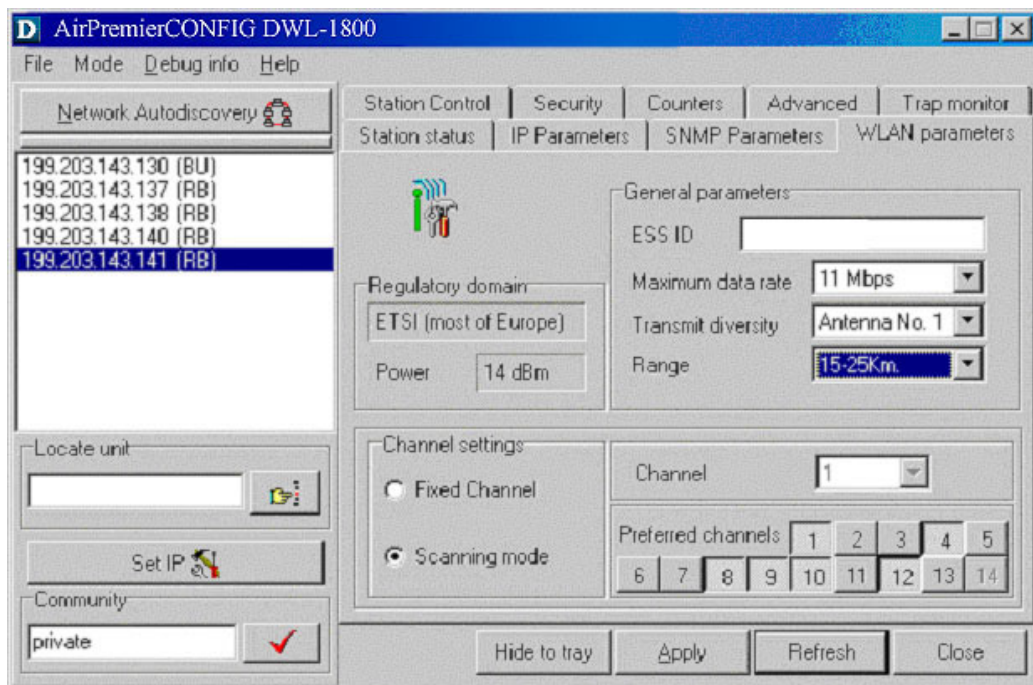 D AirPremierCONFIG DWL-1800
File Mode Debug info Help
Network Autodiscovery
199.203.143.130 (BU)
199.203.143.137 (RB)
199.203.143.138 (RB)
199.203.143.140 (RB)
199.203.143.141 (RB)
Locate unit
Set IP
Community
private
Station Control Security Counters Advanced Trap monitor
Station status IP Parameters SNMP Parameters WLAN parameters
Regulatory domain
ETSI (most of Europe)
Power 14 dBm
General parameters
ESS ID
Maximum data rate 11 Mbps
Transmit diversity Antenna No. 1
Range 15-25Km.
Channel settings
Fixed Channel
Scanning mode
Channel 1
Preferred channels 1 2 3 4 5
6 7 8 9 10 11 12 13 14
Hide to tray Apply Refresh Close